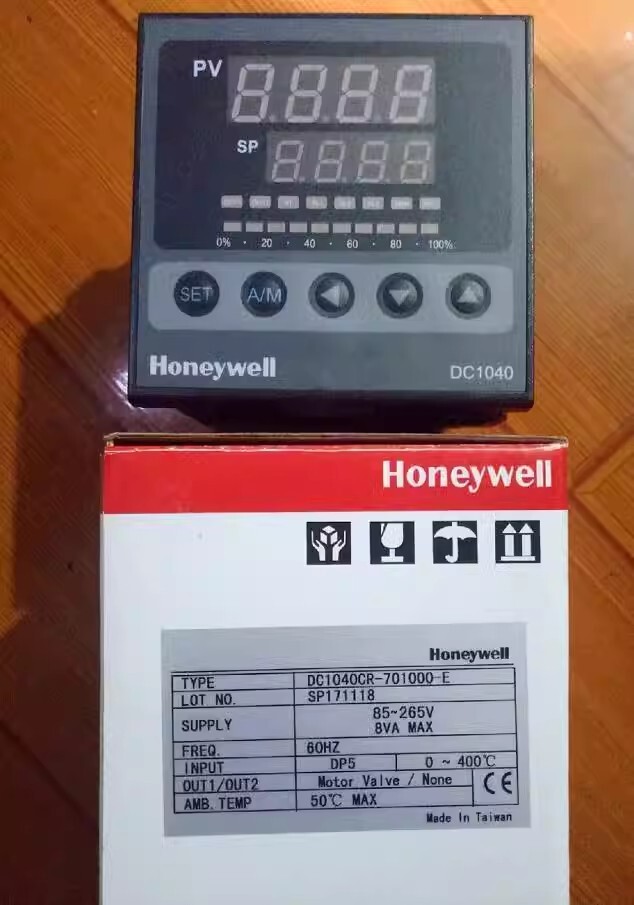 PV
SP
0% · 20 · 40 · 60 · 80 · 100%
SET A/M
Honeywell DC1040
Honeywell
Honeywell
TYPE DC1040CR-701000-E
LOT NO. SP171118
SUPPLY 85~265V
8VA MAX
FREQ. 60HZ
INPUT DP5 0 ~ 400℃
OUT1/OUT2 Motor Valve / None CE
AMB. TEMP 50℃ MAX
Made In Taiwan